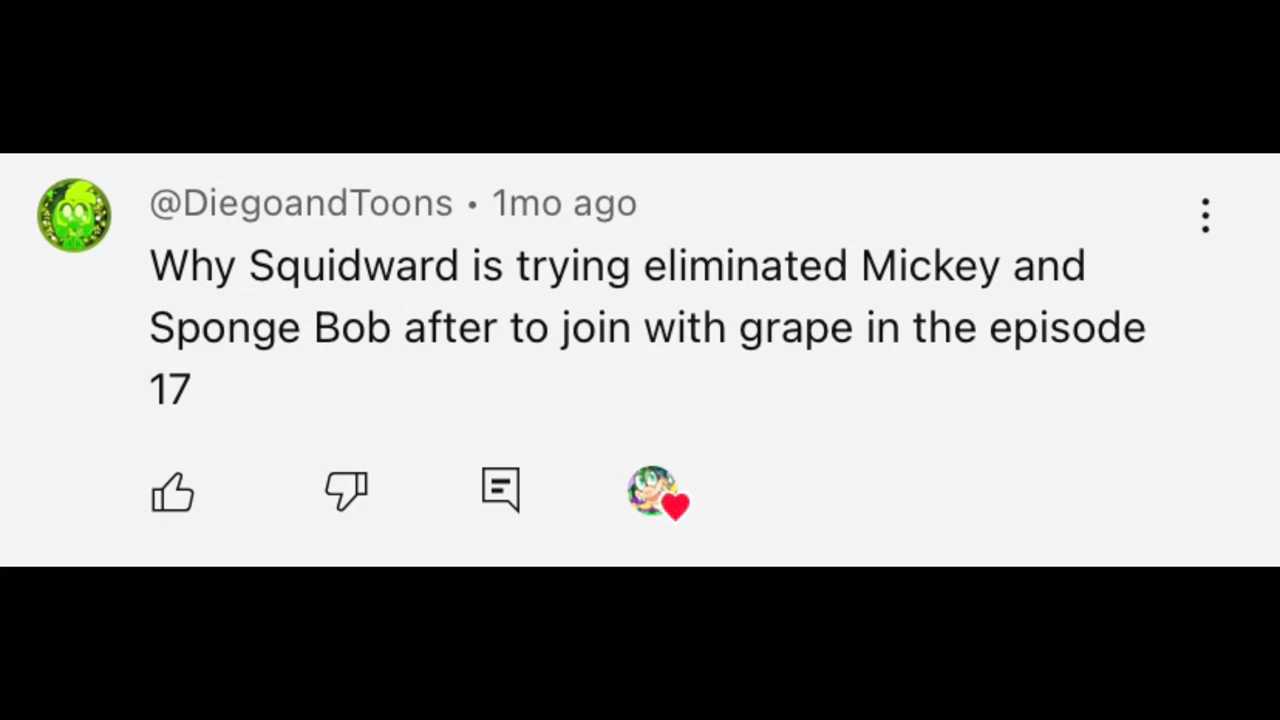 @DiegoandToons • 1mo ago
Why Squidward is trying eliminated Mickey and
Sponge Bob after to join with grape in the episode
17